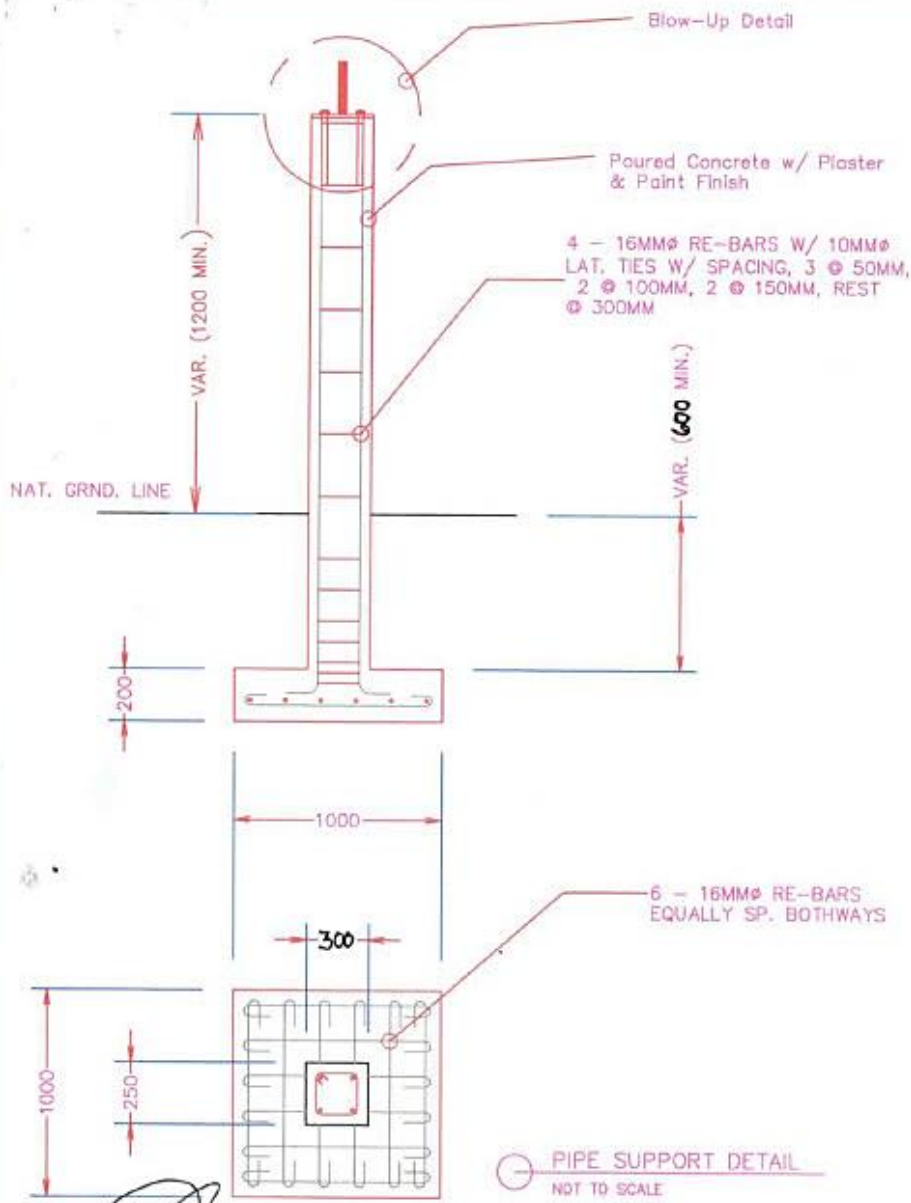 Blow-Up Detail
Poured Concrete w/ Plaster
& Paint Finish
4 - 16MMØ RE-BARS W/ 10MMØ
LAT. TIES W/ SPACING, 3 @ 50MM,
2 @ 100MM, 2 @ 150MM, REST
@ 300MM
VAR. (1200 MIN.)
VAR. (600 MIN.)
NAT. GRND. LINE
200
1000
6 - 16MMØ RE-BARS
EQUALLY SP. BOTHWAYS
300
1000
250
PIPE SUPPORT DETAIL
NOT TO SCALE